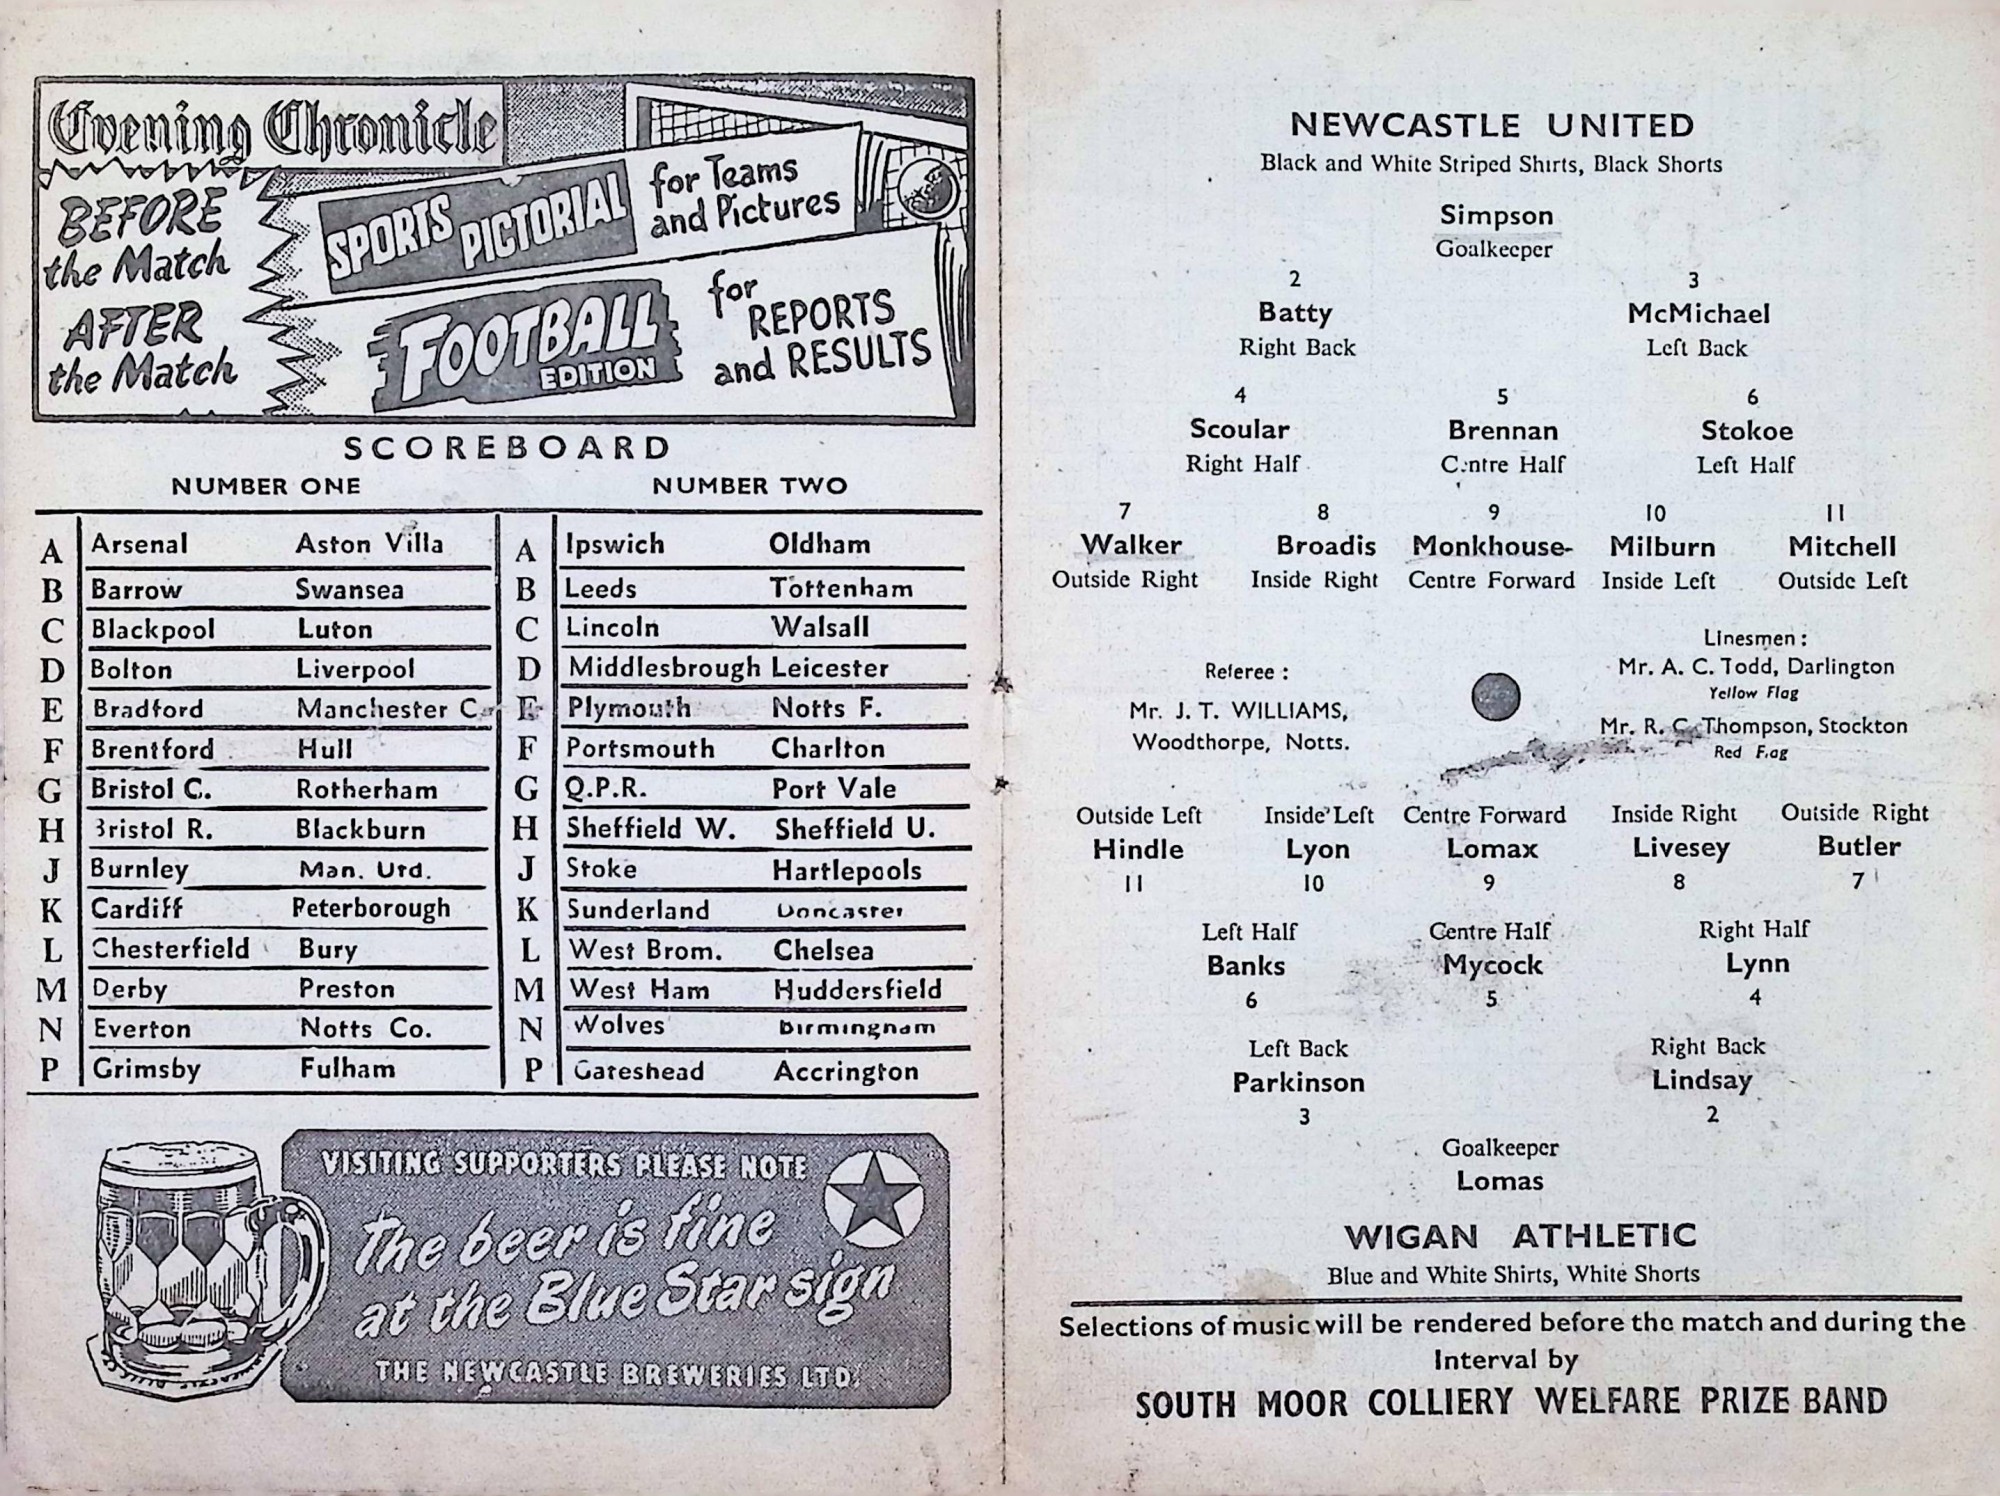 Evening Chronicle
BEFORE
the Match
AFTER
the Match
SPORTS PICTORIAL
for Teams
and Pictures
FOOTBALL
EDITION
for
REPORTS
and RESULTS
SCOREBOARD
NUMBER ONE NUMBER TWO
A Arsenal Aston Villa A Ipswich Oldham
B Barrow Swansea B Leeds Tottenham
C Blackpool Luton C Lincoln Walsall
D Bolton Liverpool D Middlesbrough Leicester
E Bradford Manchester C. E Plymouth Notts F.
F Brentford Hull F Portsmouth Charlton
G Bristol C. Rotherham G Q.P.R. Port Vale
H Bristol R. Blackburn H Sheffield W. Sheffield U.
J Burnley Man. Utd. J Stoke Hartlepools
K Cardiff Peterborough K Sunderland Doncaster
L Chesterfield Bury L West Brom. Chelsea
M Derby Preston M West Ham Huddersfield
N Everton Notts Co. N Wolves Birmingham
P Grimsby Fulham P Gateshead Accrington
VISITING SUPPORTERS PLEASE NOTE
The beer is fine
at the Blue Star sign
THE NEWCASTLE BREWERIES LTD.
NEWCASTLE UNITED
Black and White Striped Shirts, Black Shorts
Simpson
Goalkeeper
2 3
Batty McMichael
Right Back Left Back
4 5 6
Scoular Brennan Stokoe
Right Half Centre Half Left Half
7 8 9 10 11
Walker Broadis Monkhouse- Milburn Mitchell
Outside Right Inside Right Centre Forward Inside Left Outside Left
Referee :
Mr. J. T. WILLIAMS,
Woodthorpe, Notts.
Linesmen :
Mr. A. C. Todd, Darlington
Yellow Flag
Mr. R. C. Thompson, Stockton
Red Flag
Outside Left Inside Left Centre Forward Inside Right Outside Right
Hindle Lyon Lomax Livesey Butler
11 10 9 8 7
Left Half Centre Half Right Half
Banks Mycock Lynn
6 5 4
Left Back Right Back
Parkinson Lindsay
3 2
Goalkeeper
Lomas
WIGAN ATHLETIC
Blue and White Shirts, White Shorts
Selections of music will be rendered before the match and during the
Interval by
SOUTH MOOR COLLIERY WELFARE PRIZE BAND